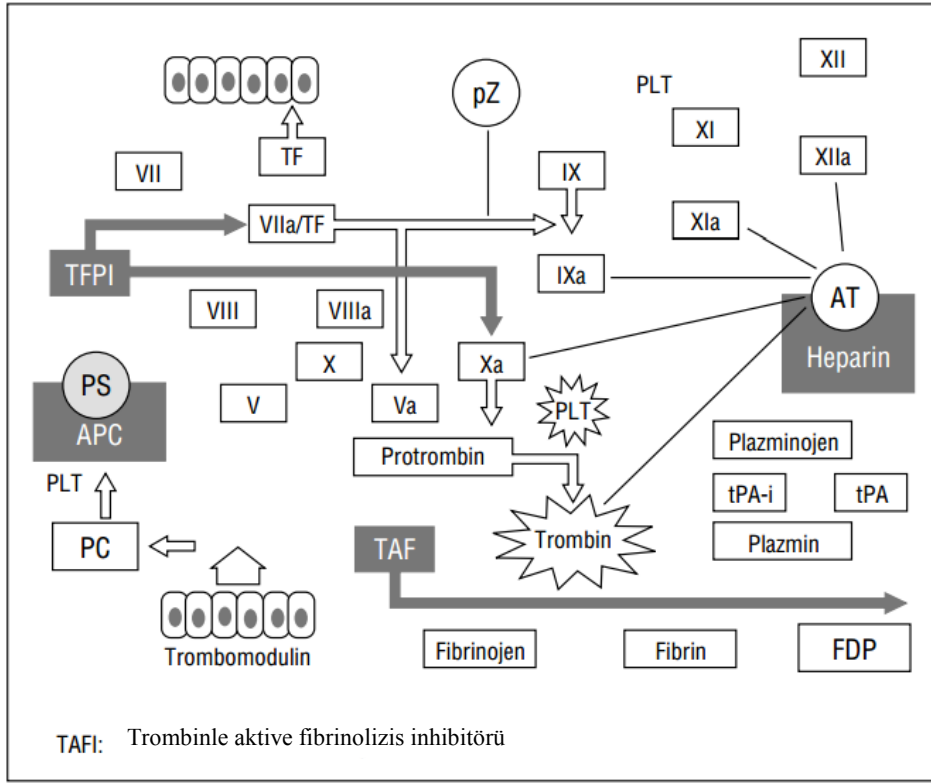 XII
pZ
PLT
XI
TF
VII
IX
XIIa
VIIa/TF
XIa
TFPI
IXa
AT
VIII
VIIIa
Heparin
X
Xa
PS
V
Va
PLT
APC
Plazminojen
Protrombin
PLT
tPA-i
tPA
PC
TAF
Trombin
Plazmin
Trombomodulin
Fibrinojen
Fibrin
FDP
TAFI: Trombinle aktive fibrinolizis inhibitörü